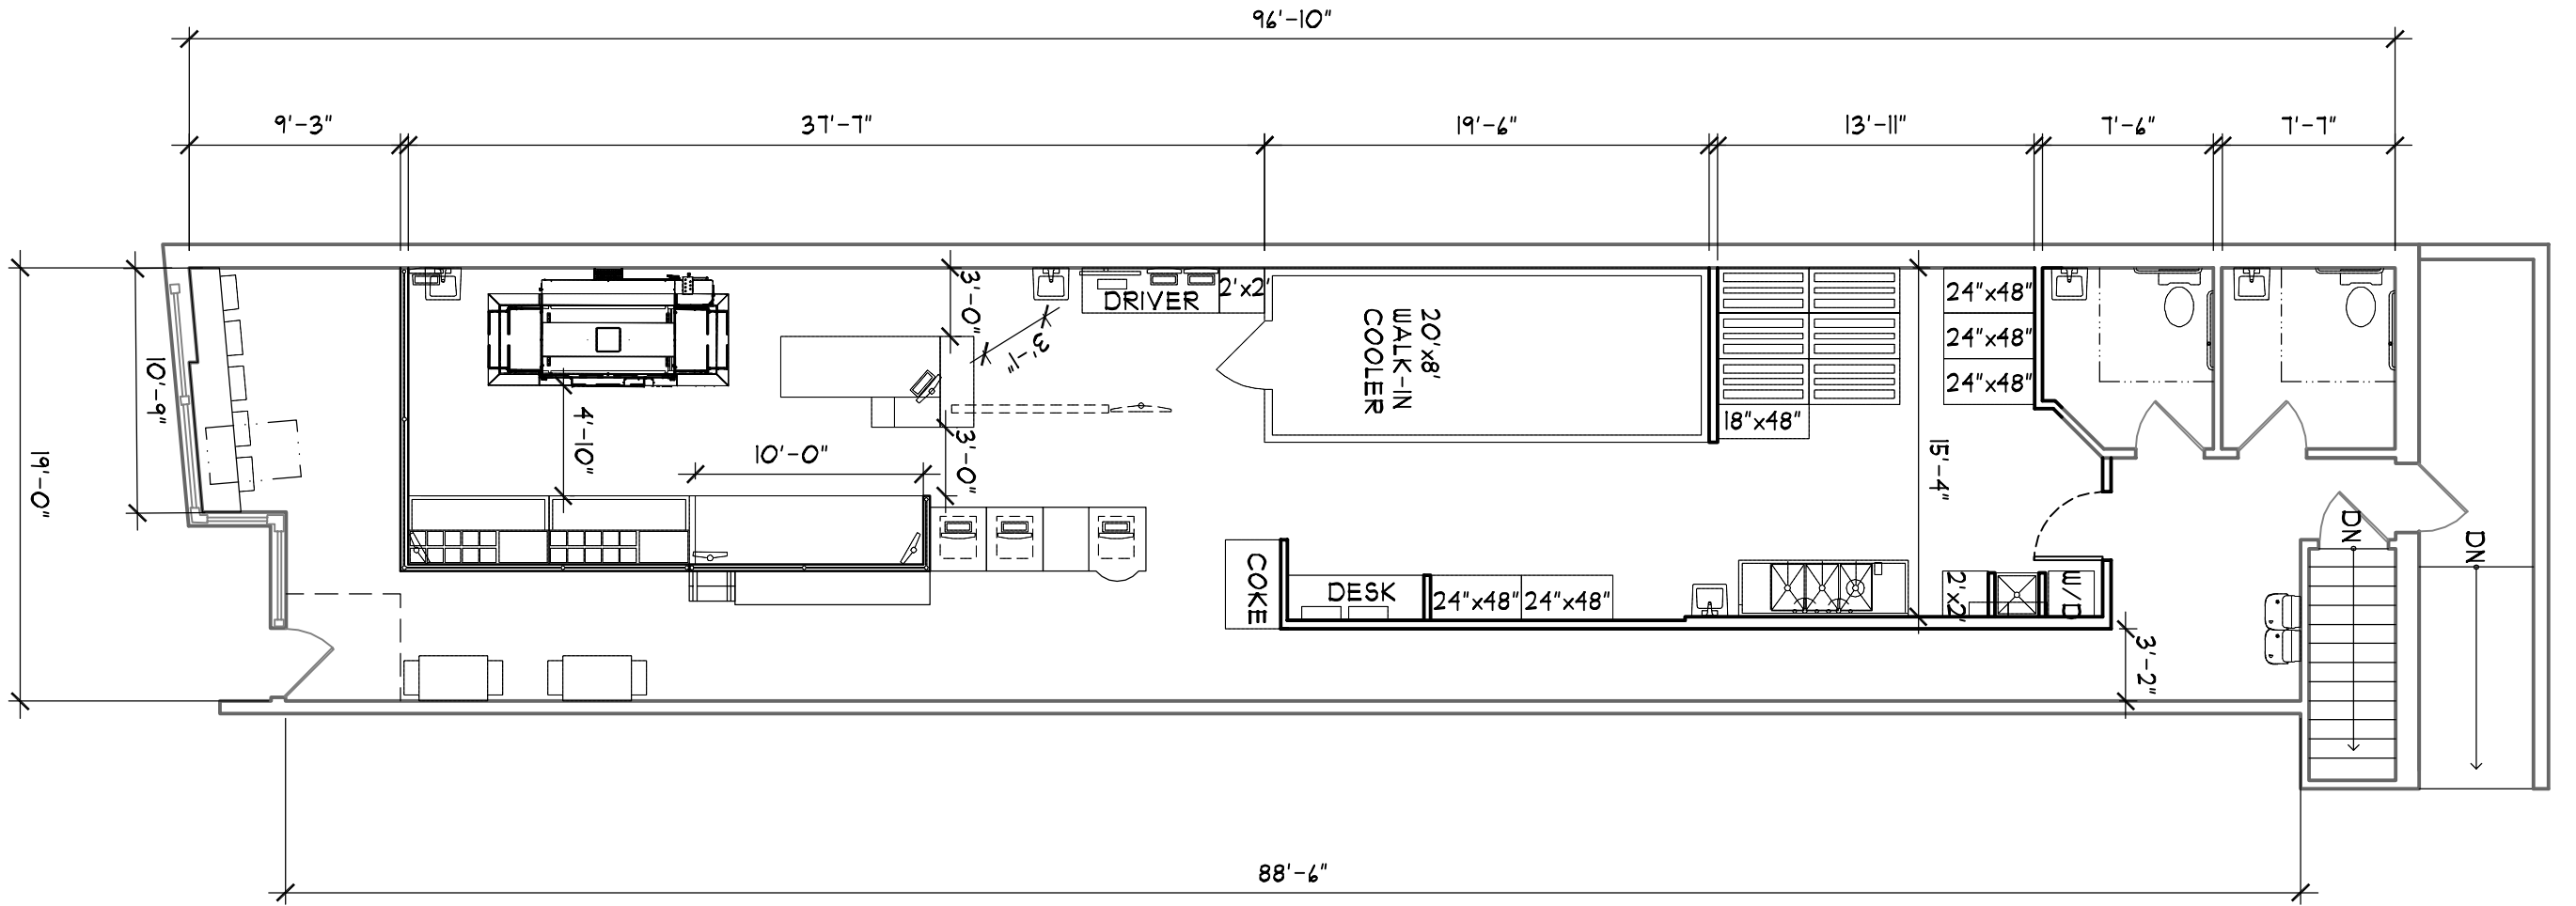 96'-10"
9'-3"
37'-7"
19'-6"
13'-11"
7'-6"
7'-7"
19'-0"
10'-9"
4'-10"
10'-0"
3'-0"
3'-0"
3'-1"
DRIVER
2'x2'
20'x8'
WALK-IN
COOLER
18"x48"
24"x48"
24"x48"
24"x48"
15'-4"
COKE
DESK
24"x48"
24"x48"
2'x2'
W/D
3'-2"
DN
DN
88'-6"